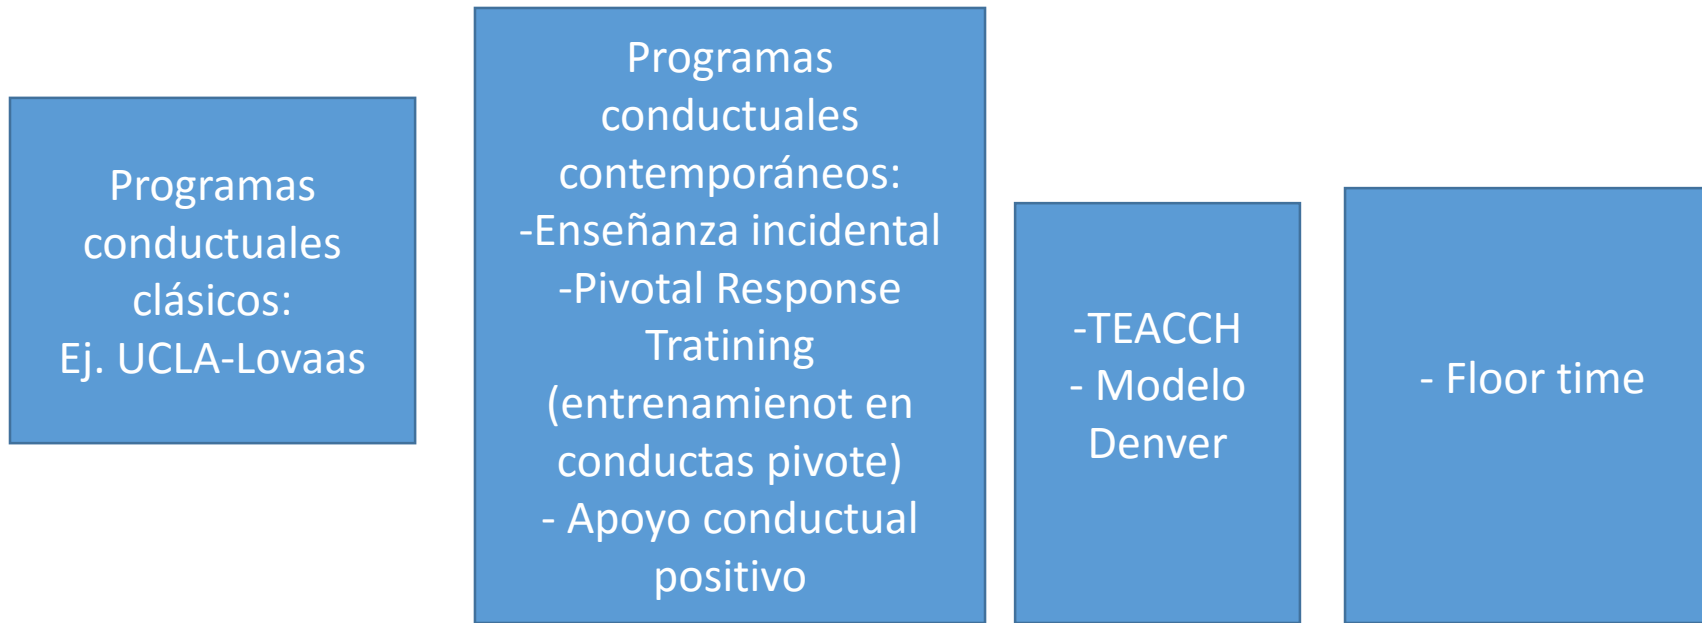 Programas
conductuales
clásicos:
Ej. UCLA-Lovaas
Programas
conductuales
contemporáneos:
-Enseñanza incidental
-Pivotal Response
Tratining
(entrenamienot en
conductas pivote)
- Apoyo conductual
positivo
-TEACCH
- Modelo
Denver
- Floor time